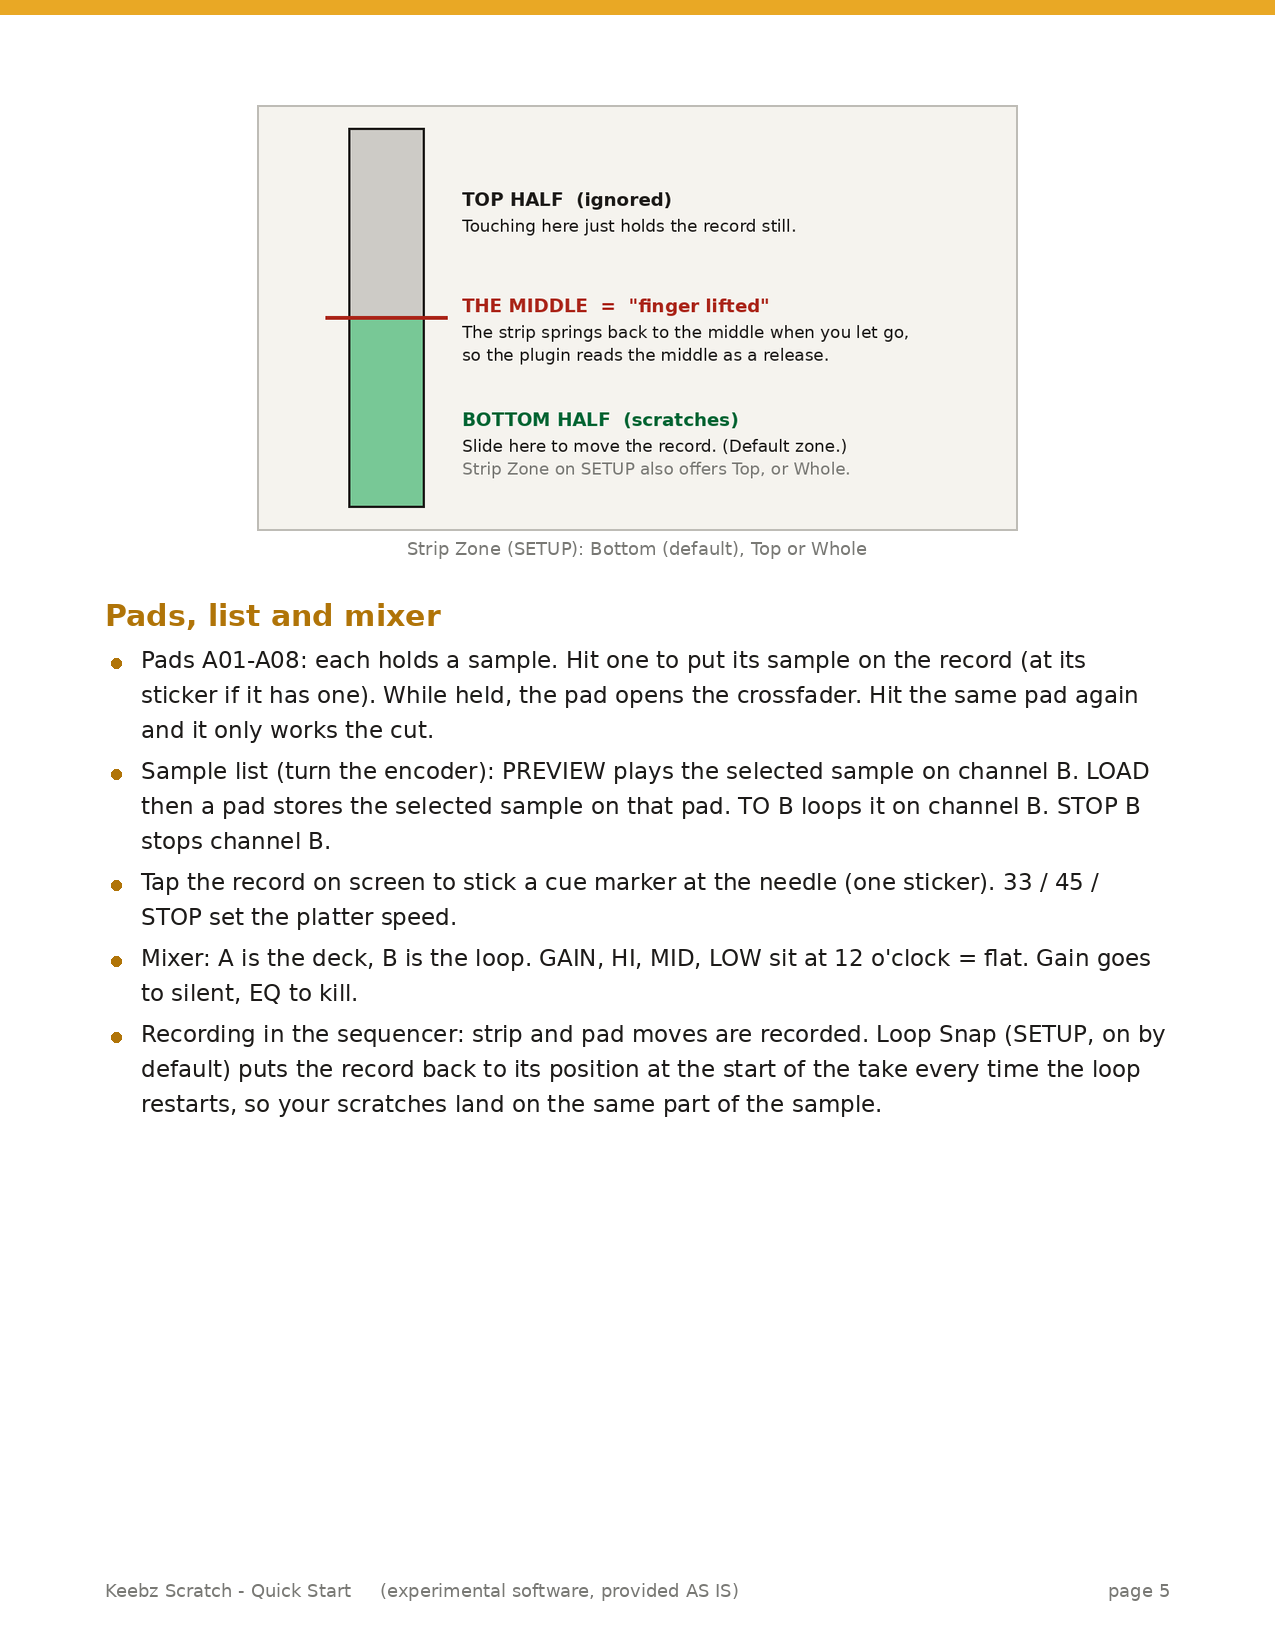 TOP HALF  (ignored)
Touching here just holds the record still.
THE MIDDLE  =  "finger lifted"
The strip springs back to the middle when you let go,
so the plugin reads the middle as a release.
BOTTOM HALF  (scratches)
Slide here to move the record. (Default zone.)
Strip Zone on SETUP also offers Top, or Whole.
Strip Zone (SETUP): Bottom (default), Top or Whole
Pads, list and mixer
● Pads A01-A08: each holds a sample. Hit one to put its sample on the record (at its
sticker if it has one). While held, the pad opens the crossfader. Hit the same pad again
and it only works the cut.
● Sample list (turn the encoder): PREVIEW plays the selected sample on channel B. LOAD
then a pad stores the selected sample on that pad. TO B loops it on channel B. STOP B
stops channel B.
● Tap the record on screen to stick a cue marker at the needle (one sticker). 33 / 45 /
STOP set the platter speed.
● Mixer: A is the deck, B is the loop. GAIN, HI, MID, LOW sit at 12 o'clock = flat. Gain goes
to silent, EQ to kill.
● Recording in the sequencer: strip and pad moves are recorded. Loop Snap (SETUP, on by
default) puts the record back to its position at the start of the take every time the loop
restarts, so your scratches land on the same part of the sample.
Keebz Scratch - Quick Start     (experimental software, provided AS IS)
page 5